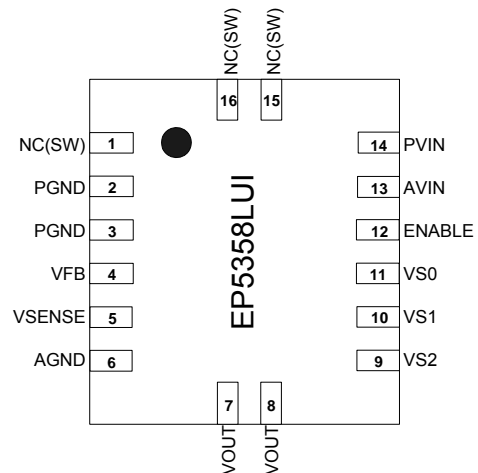 NC(SW)
NC(SW)
16
15
NC(SW) 1
14 PVIN
PGND 2
13 AVIN
PGND 3
12 ENABLE
VFB 4
11 VS0
VSENSE 5
10 VS1
AGND 6
9 VS2
EP5358LUI
7
8
VOUT
VOUT